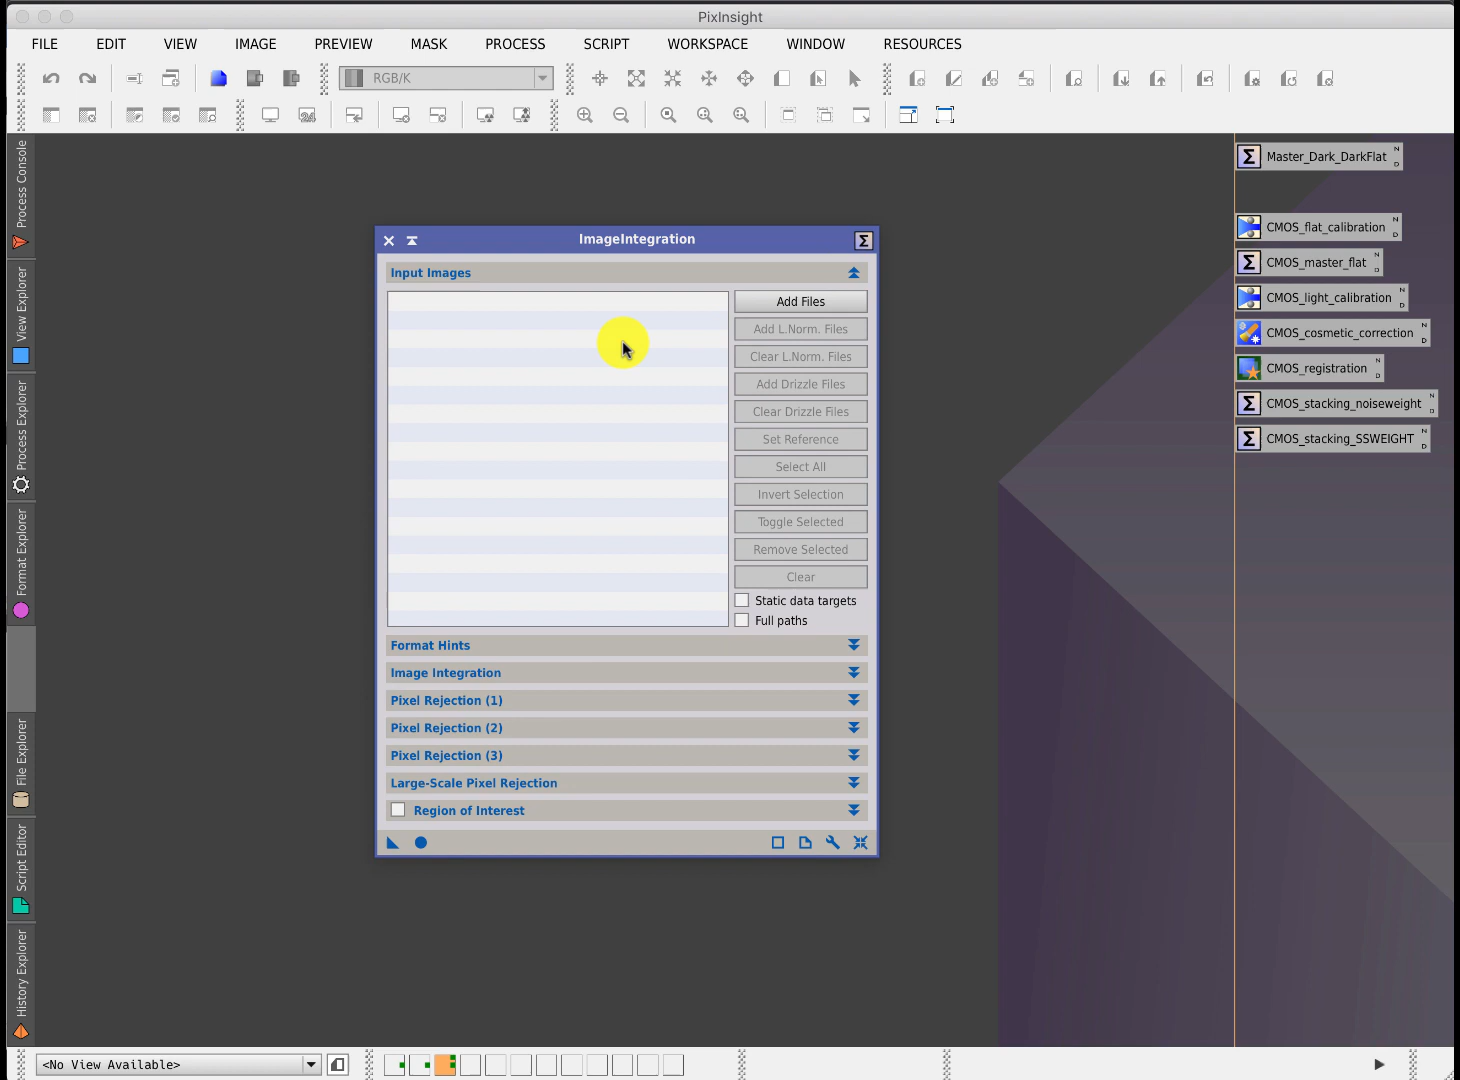 PixInsight
FILE EDIT VIEW IMAGE PREVIEW MASK PROCESS SCRIPT WORKSPACE WINDOW RESOURCES
RGB/K
Process Console
View Explorer
Process Explorer
Format Explorer
File Explorer
Script Editor
History Explorer
ImageIntegration
Σ
Input Images
Add Files
Add L.Norm. Files
Clear L.Norm. Files
Add Drizzle Files
Clear Drizzle Files
Set Reference
Select All
Invert Selection
Toggle Selected
Remove Selected
Clear
Static data targets
Full paths
Format Hints
Image Integration
Pixel Rejection (1)
Pixel Rejection (2)
Pixel Rejection (3)
Large-Scale Pixel Rejection
Region of Interest
Σ Master_Dark_DarkFlat N D
CMOS_flat_calibration N D
Σ CMOS_master_flat N D
CMOS_light_calibration N D
CMOS_cosmetic_correction N D
CMOS_registration N D
Σ CMOS_stacking_noiseweight N D
Σ CMOS_stacking_SSWEIGHT N D
<No View Available>